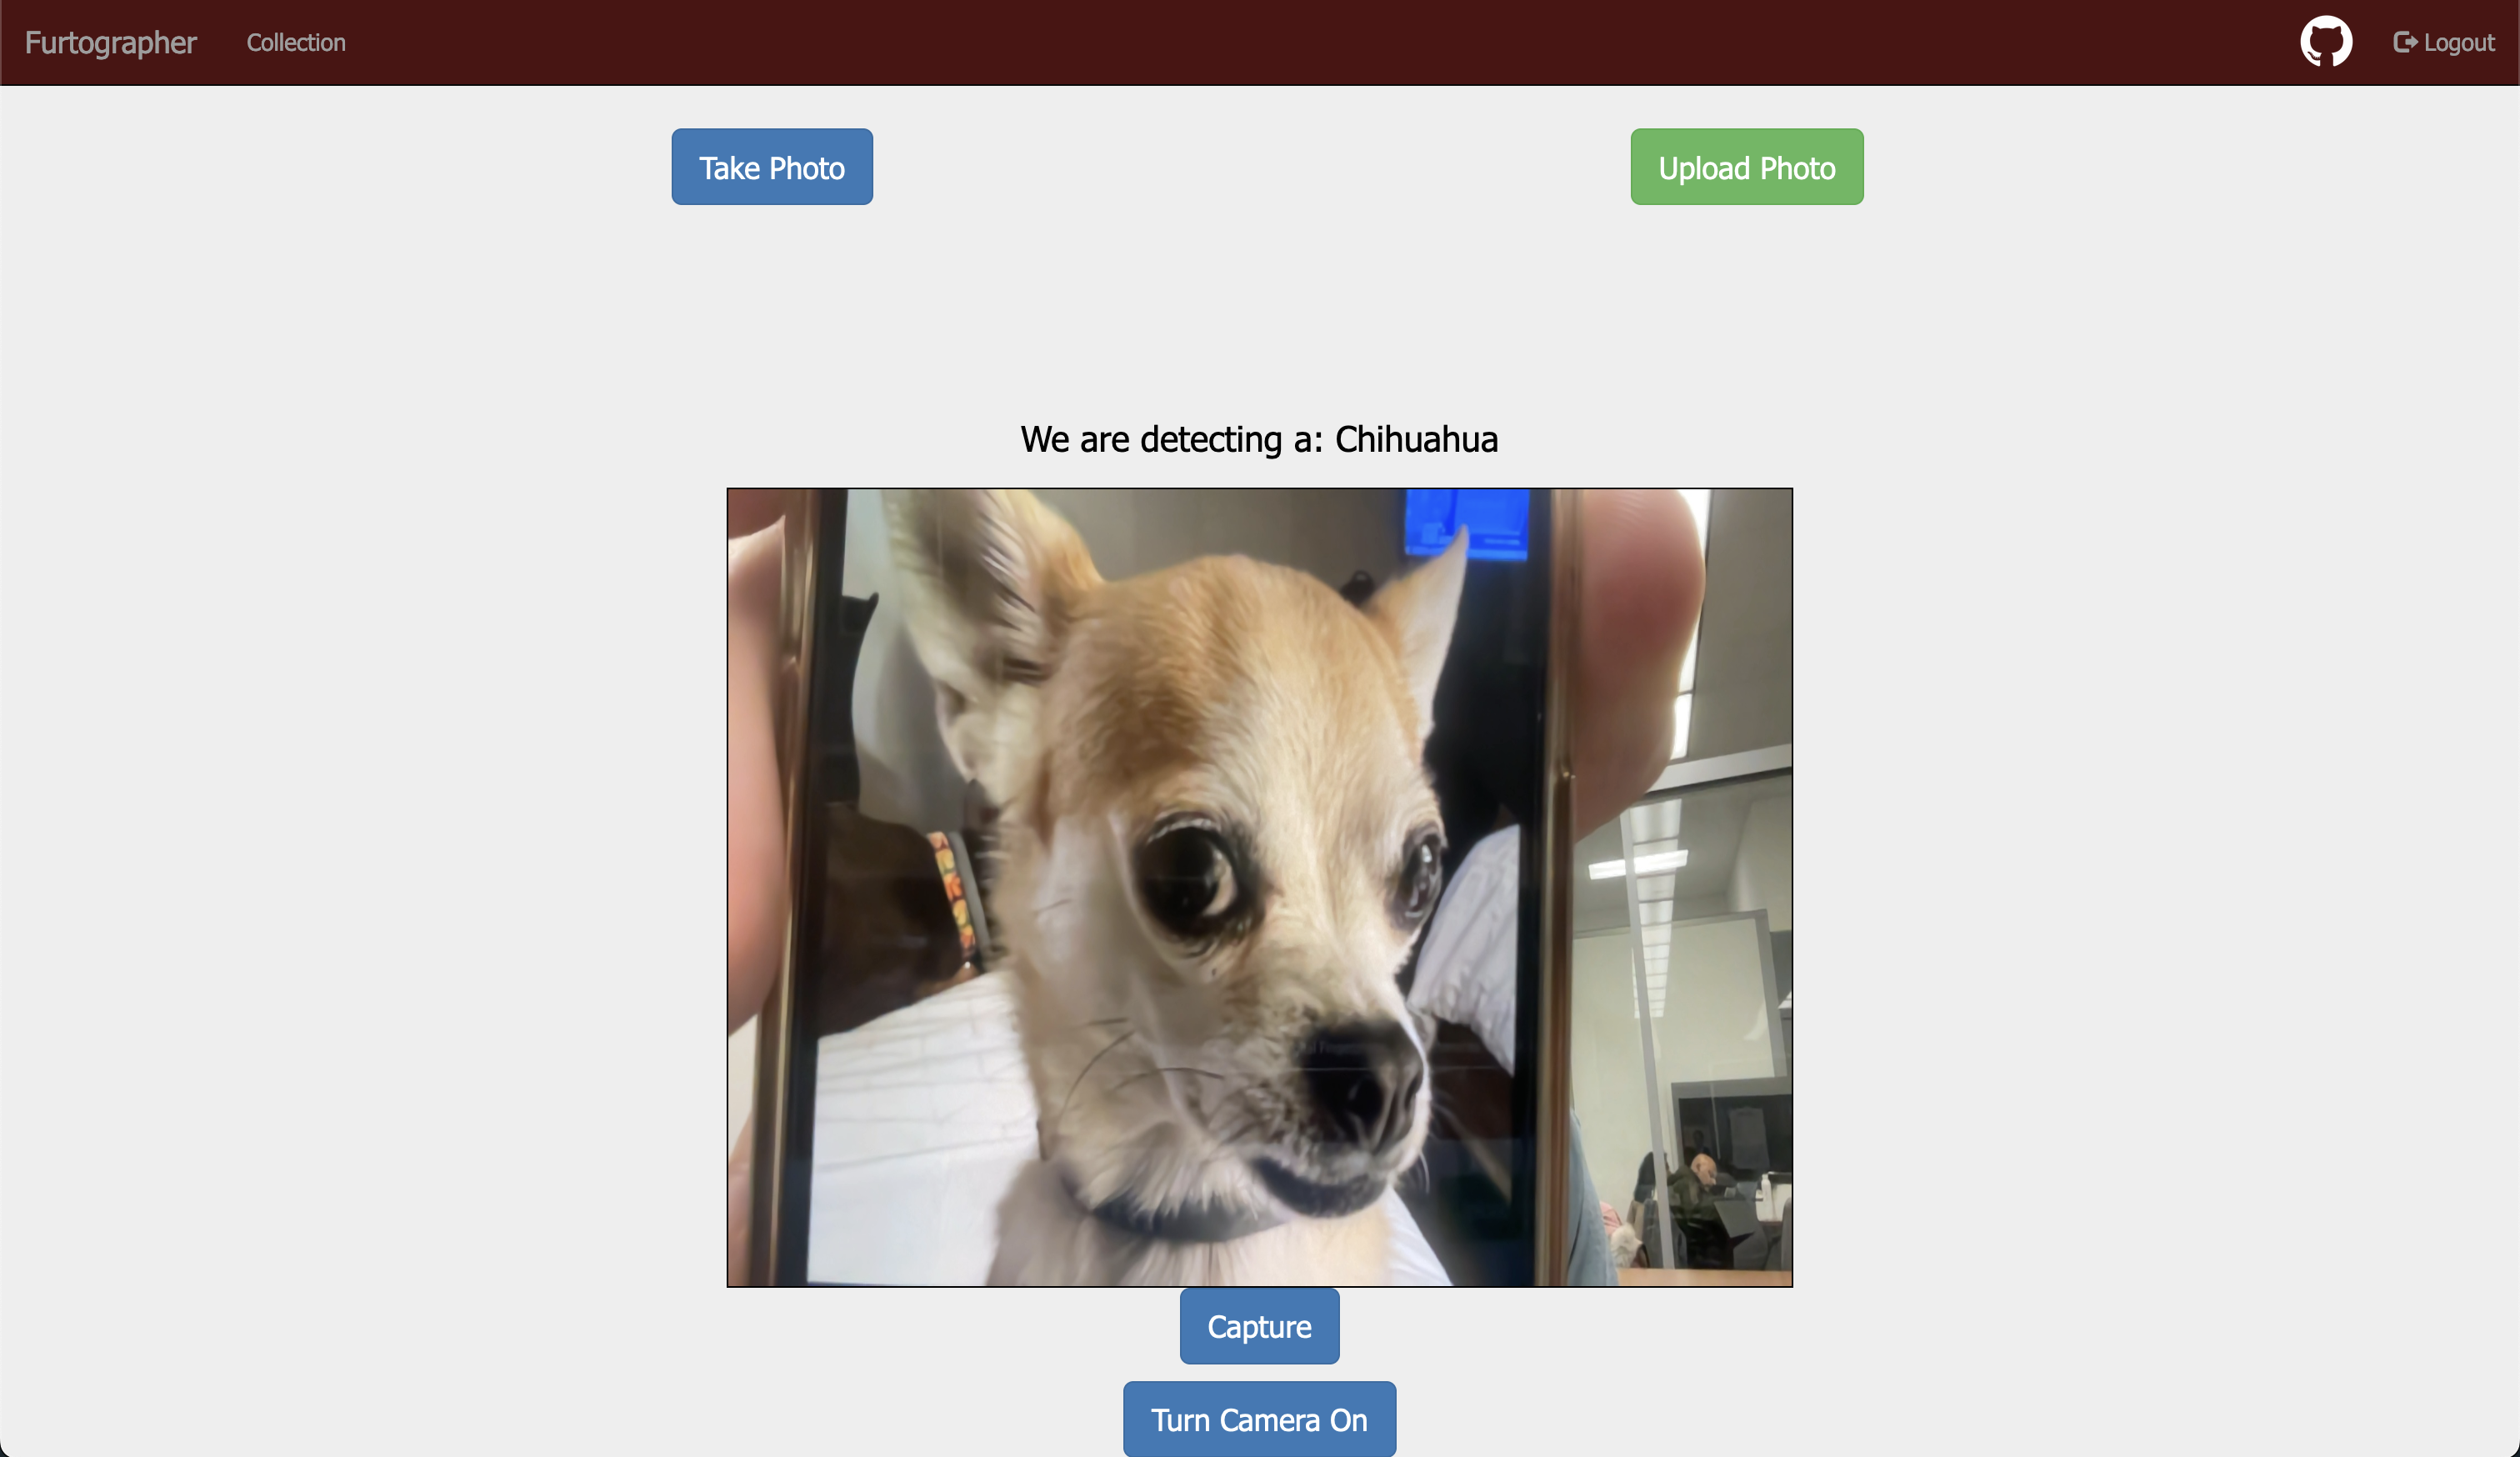 Furtographer
Collection
Logout
Take Photo
Upload Photo
We are detecting a: Chihuahua
Capture
Turn Camera On